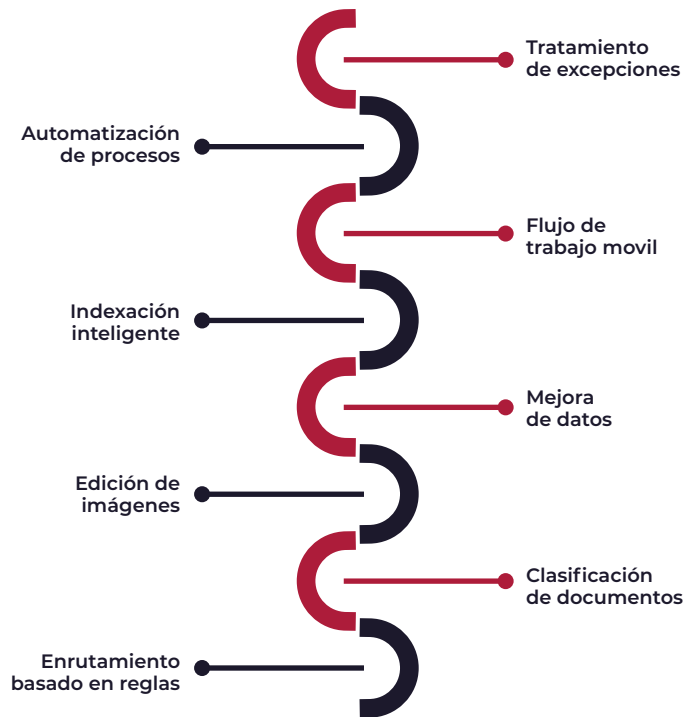 Tratamiento
de excepciones
Automatización
de procesos
Flujo de
trabajo movil
Indexación
inteligente
Mejora
de datos
Edición de
imágenes
Clasificación
de documentos
Enrutamiento
basado en reglas